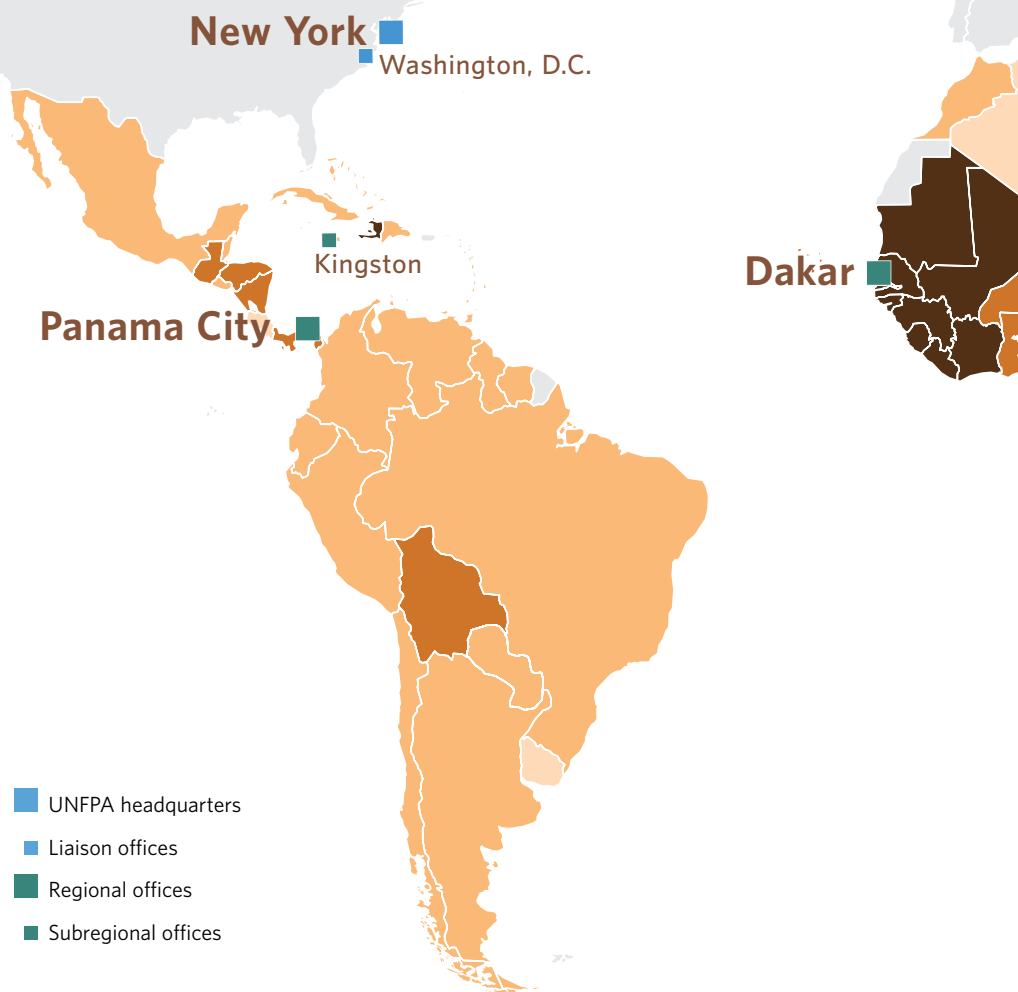 New York
Washington, D.C.
Kingston
Dakar
Panama City
UNFPA headquarters
Liaison offices
Regional offices
Subregional offices